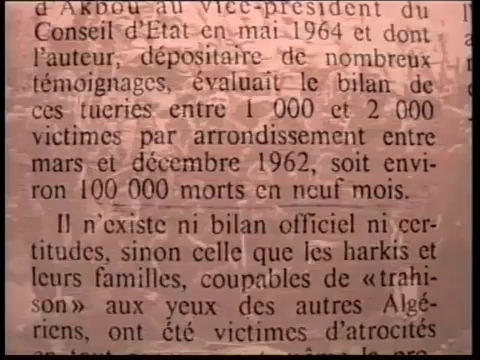 d'Akbou au vice-président du
Conseil d'État en mai 1964 et dont
l'auteur, dépositaire de nombreux
témoignages, évaluait le bilan de
ces tueries entre 1 000 et 2 000
victimes par arrondissement entre
mars et décembre 1962, soit envi-
ron 100 000 morts en neuf mois.
Il n'existe ni bilan officiel ni cer-
titudes, sinon celle que les harkis et
leurs familles, coupables de «trahi-
son» aux yeux des autres Algé-
riens, ont été victimes d'atrocités